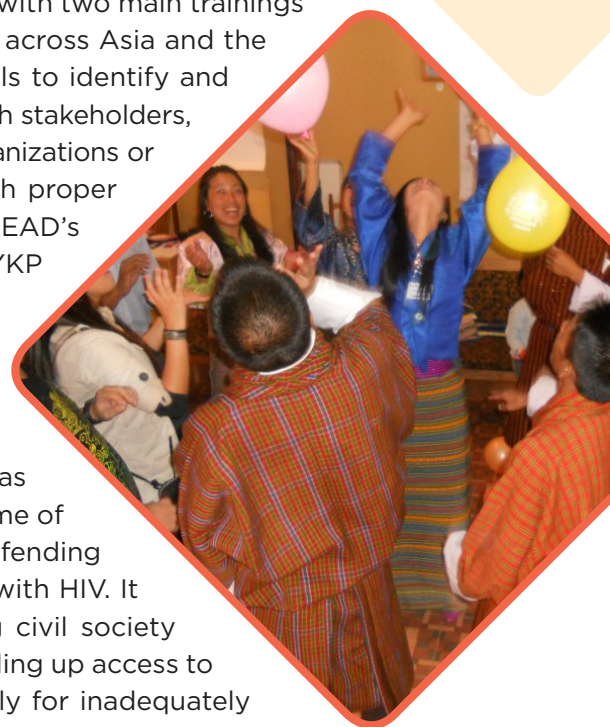 with two main trainings
across Asia and the
ls to identify and
h stakeholders,
anizations or
h proper
EAD's
YKP
as
me of
fending
with HIV. It
g civil society
ling up access to
ly for inadequately